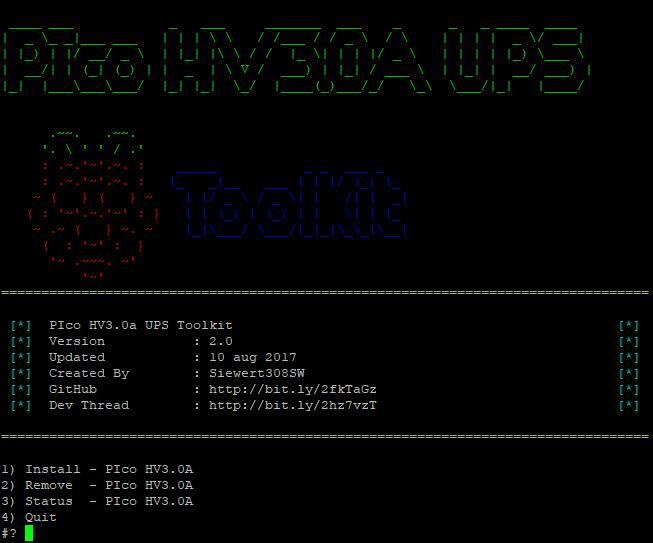 PIco HV3.0A UPS
ToolKit
[*] PIco HV3.0a UPS Toolkit [*]
[*] Version : 2.0 [*]
[*] Updated : 10 aug 2017 [*]
[*] Created By : Siewert308SW [*]
[*] GitHub : http://bit.ly/2fkTaGz [*]
[*] Dev Thread : http://bit.ly/2hz7vzT [*]
1) Install - PIco HV3.0A
2) Remove - PIco HV3.0A
3) Status - PIco HV3.0A
4) Quit
#?